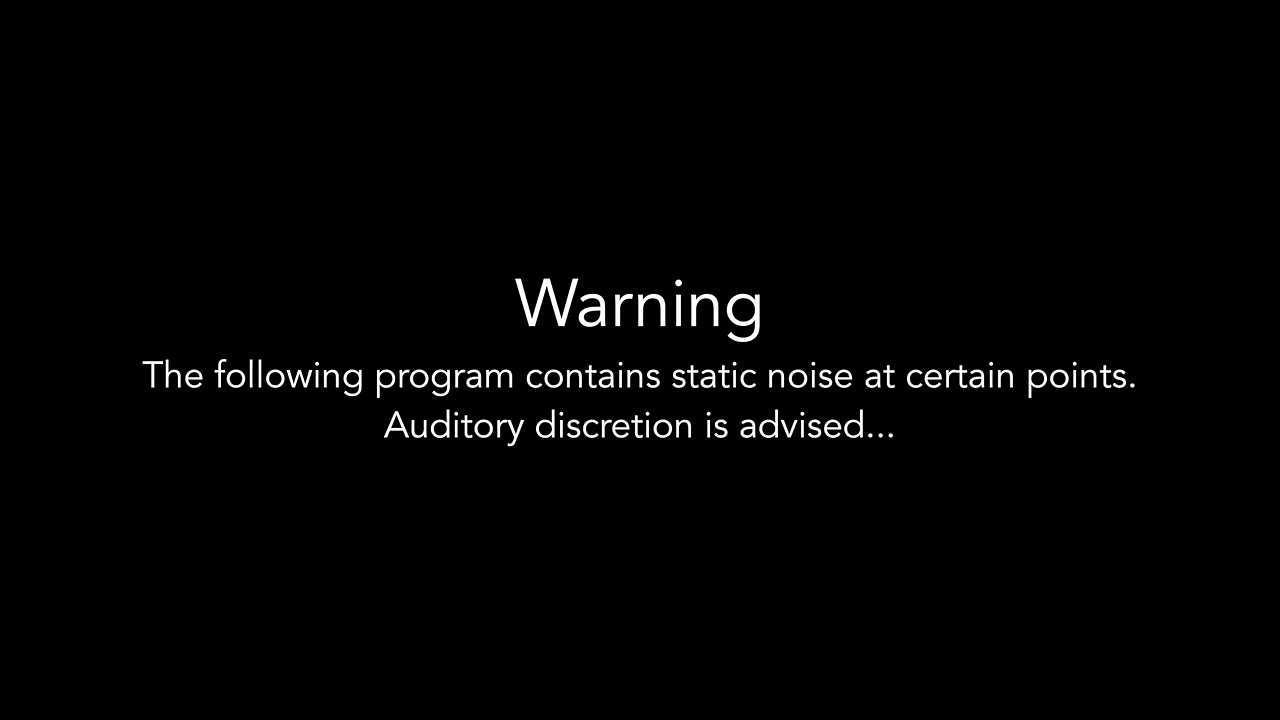 Warning
The following program contains static noise at certain points.
Auditory discretion is advised...